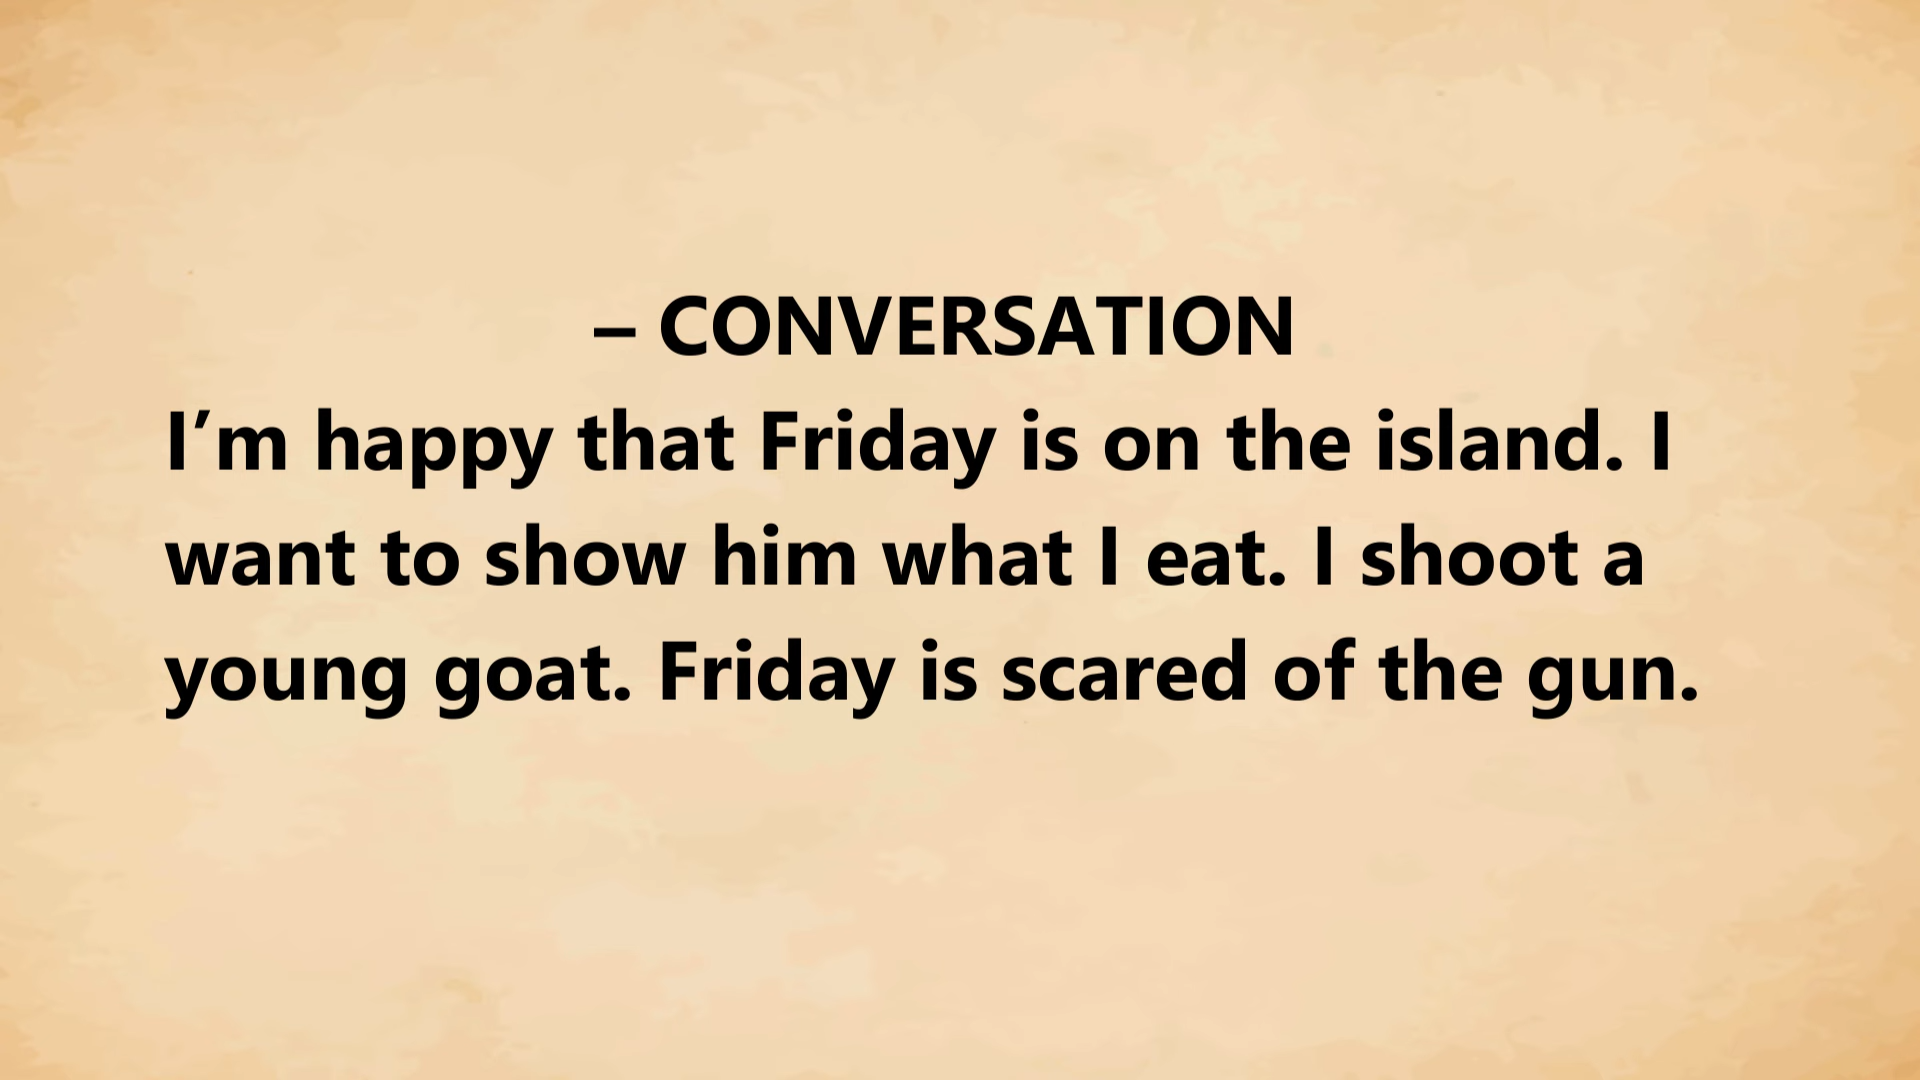 – CONVERSATION
I’m happy that Friday is on the island. I
want to show him what I eat. I shoot a
young goat. Friday is scared of the gun.